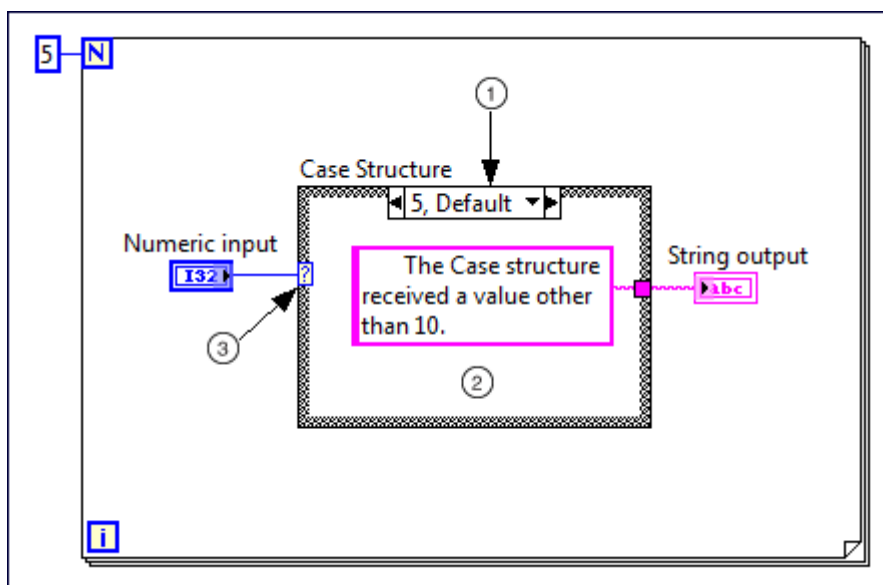 5 N
1
Case Structure
5, Default
Numeric input
I32
?
The Case structure
received a value other
than 10.
String output
abc
3
2
i